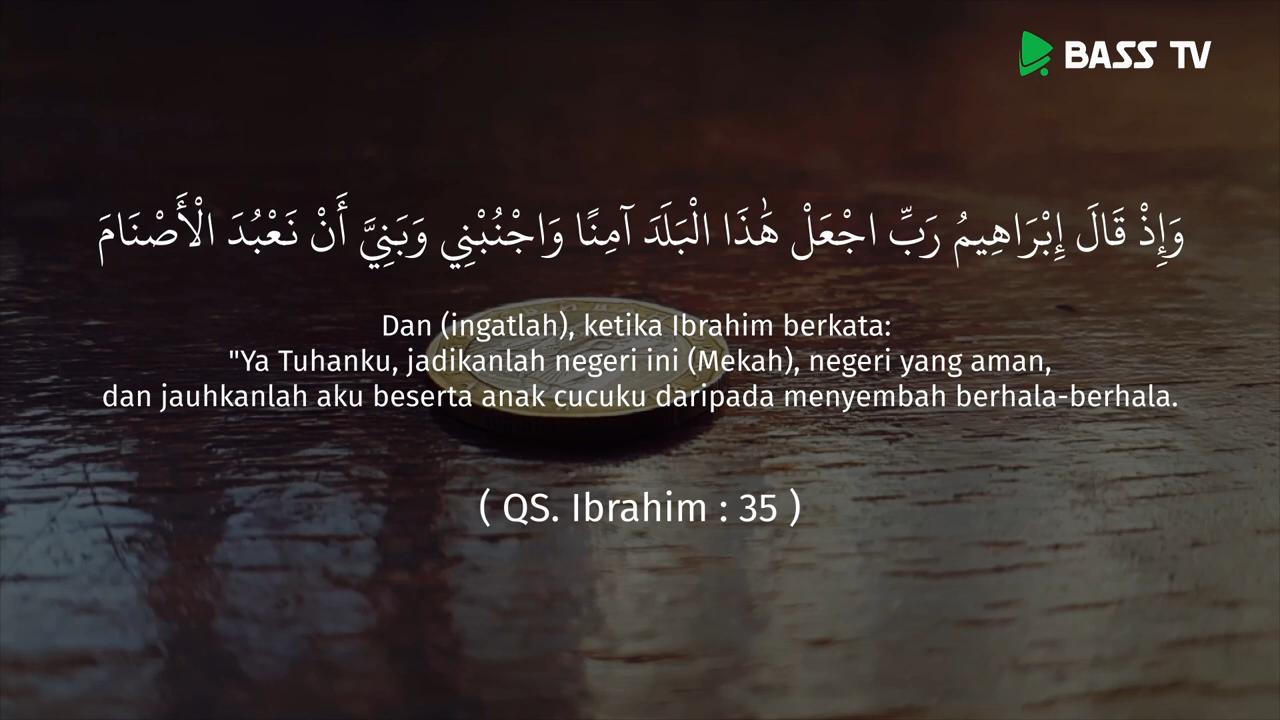 BASS TV
وَإِذْ قَالَ إِبْرَاهِيمُ رَبِّ اجْعَلْ هَٰذَا الْبَلَدَ آمِنًا وَاجْنُبْنِي وَبَنِيَّ أَنْ نَعْبُدَ الْأَصْنَامَ
Dan (ingatlah), ketika Ibrahim berkata:
"Ya Tuhanku, jadikanlah negeri ini (Mekah), negeri yang aman,
dan jauhkanlah aku beserta anak cucuku daripada menyembah berhala-berhala.
( QS. Ibrahim : 35 )